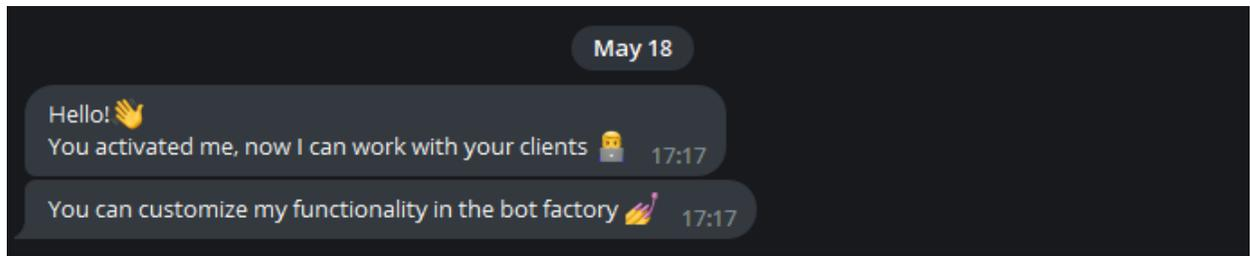 May 18
Hello!👋
You activated me, now I can work with your clients 👨‍💻
17:17
You can customize my functionality in the bot factory 💅
17:17